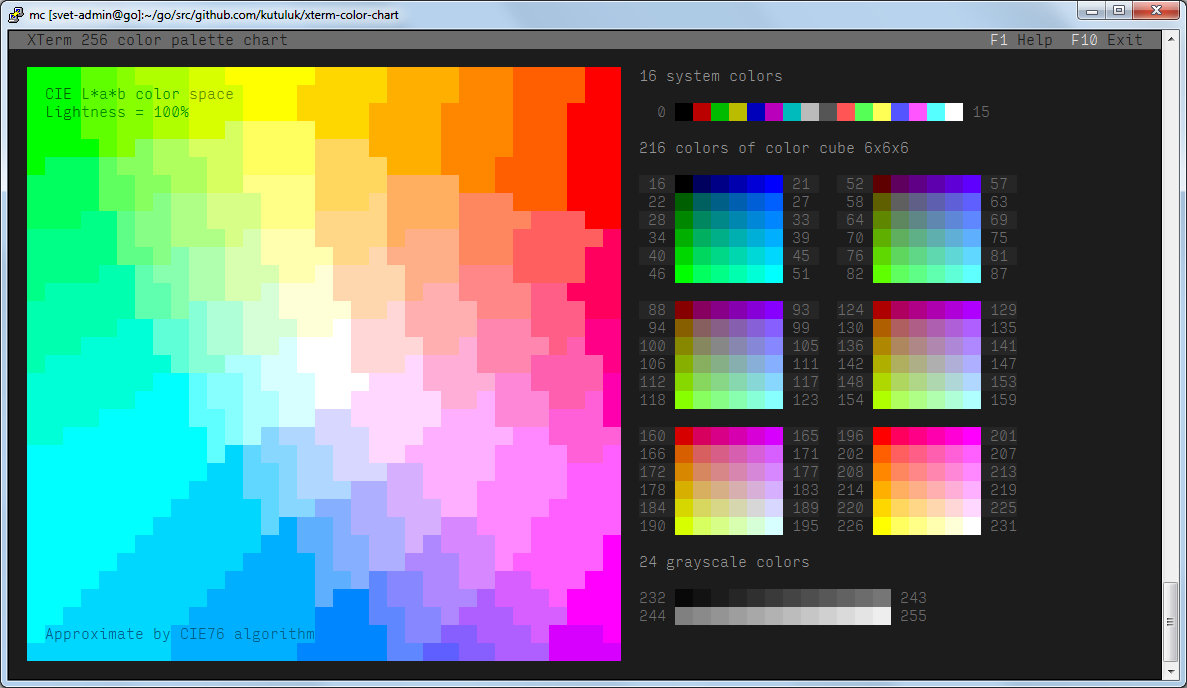 mc [svet-admin@go]:~/go/src/github.com/kutuluk/xterm-color-chart
XTerm 256 color palette chart F1 Help F10 Exit
CIE L*a*b color space
Lightness = 100%
Approximate by CIE76 algorithm
16 system colors
0 15
216 colors of color cube 6x6x6
16 21 52 57
22 27 58 63
28 33 64 69
34 39 70 75
40 45 76 81
46 51 82 87
88 93 124 129
94 99 130 135
100 105 136 141
106 111 142 147
112 117 148 153
118 123 154 159
160 165 196 201
166 171 202 207
172 177 208 213
178 183 214 219
184 189 220 225
190 195 226 231
24 grayscale colors
232 243
244 255